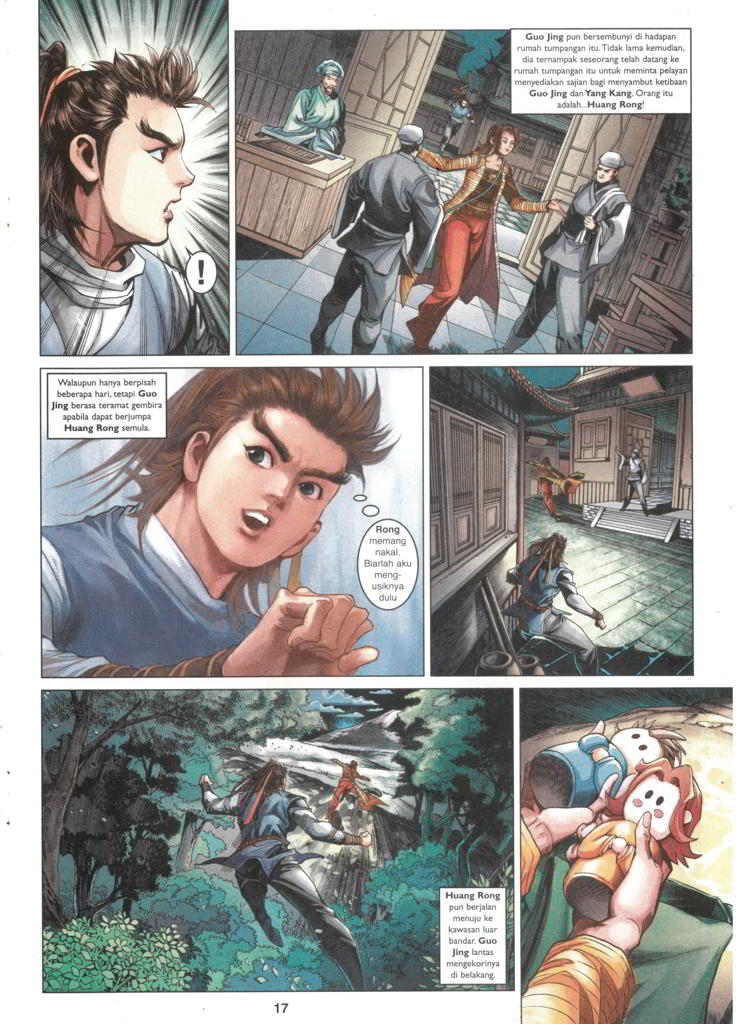 !
Guo Jing pun bersembunyi di hadapan
rumah tumpangan itu. Tidak lama kemudian,
dia ternampak seseorang telah datang ke
rumah tumpangan itu untuk meminta pelayan
menyediakan sajian bagi menyambut ketibaan
Guo Jing dan Yang Kang. Orang itu
adalah...Huang Rong!
Walaupun hanya berpisah
beberapa hari, tetapi Guo
Jing berasa teramat gembira
apabila dapat berjumpa
Huang Rong semula.
Rong
memang
nakal.
Biarlah aku
meng-
usiknya
dulu
Huang Rong
pun berjalan
menuju ke
kawasan luar
bandar. Guo
Jing lantas
mengekorinya
di belakang.
17